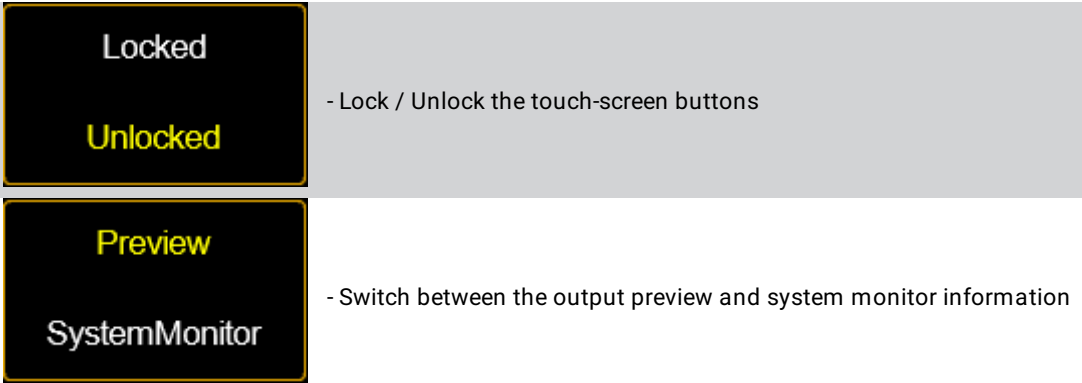 Locked
Unlocked
- Lock / Unlock the touch-screen buttons
Preview
SystemMonitor
- Switch between the output preview and system monitor information